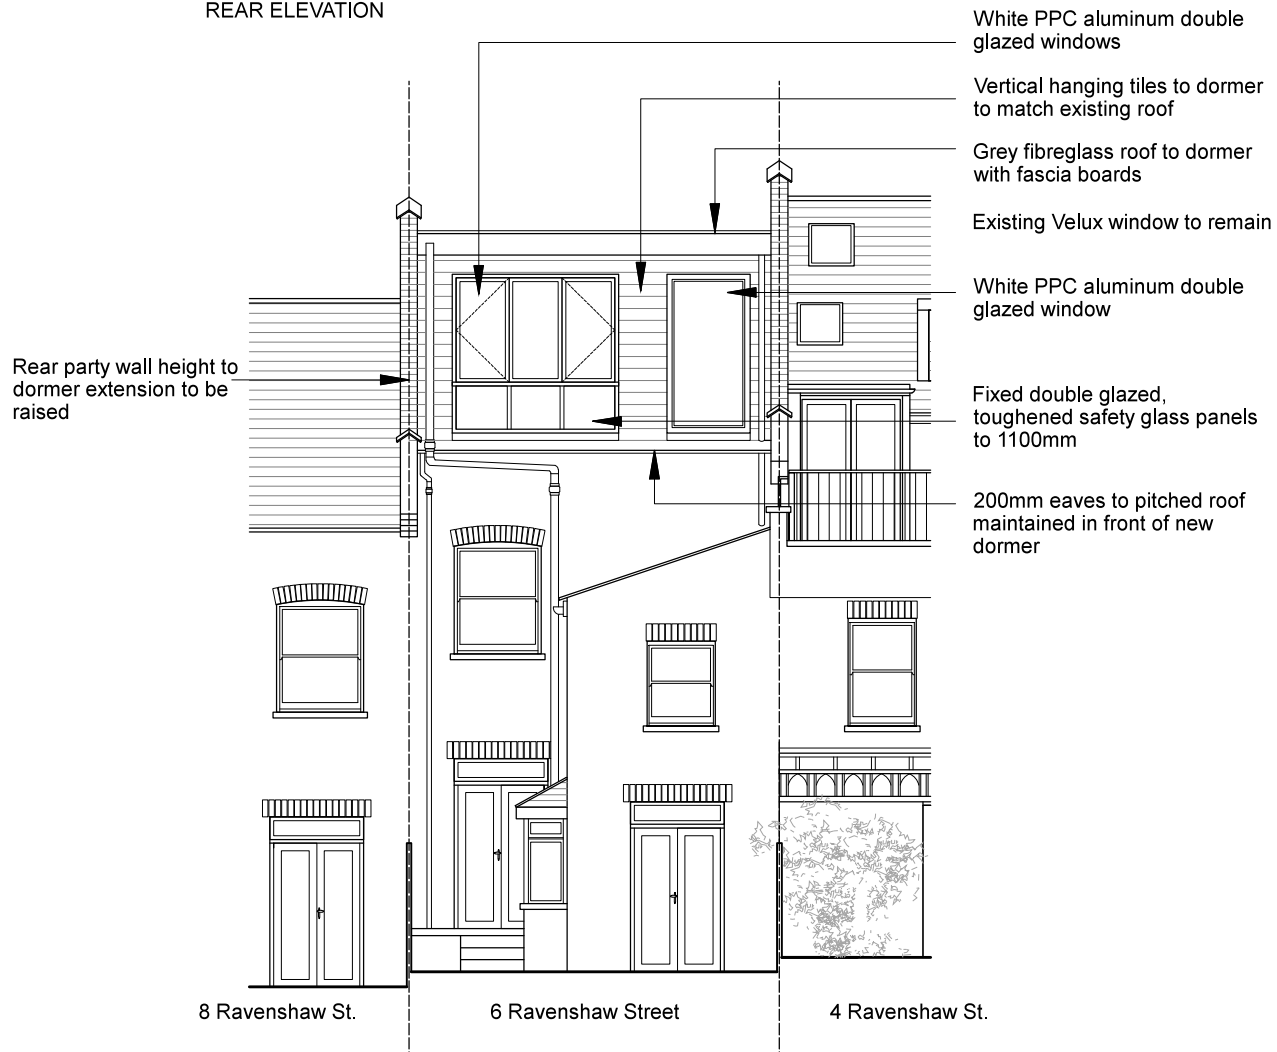 REAR ELEVATION
White PPC aluminum double
glazed windows
Vertical hanging tiles to dormer
to match existing roof
Grey fibreglass roof to dormer
with fascia boards
Existing Velux window to remain
White PPC aluminum double
glazed window
Rear party wall height to
dormer extension to be
raised
Fixed double glazed,
toughened safety glass panels
to 1100mm
200mm eaves to pitched roof
maintained in front of new
dormer
8 Ravenshaw St.
6 Ravenshaw Street
4 Ravenshaw St.